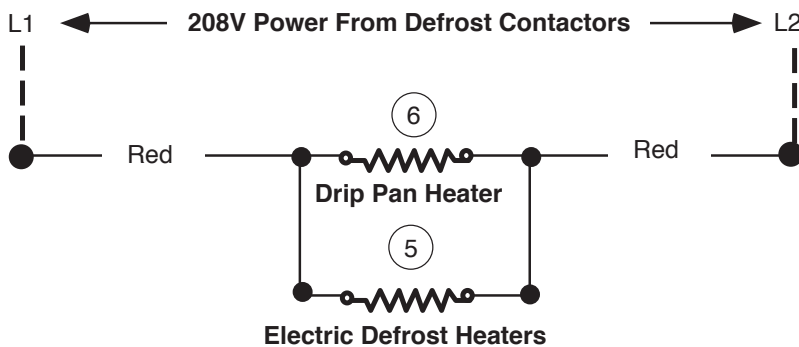 L1 208V Power From Defrost Contactors L2
6
Red Red
Drip Pan Heater
5
Electric Defrost Heaters